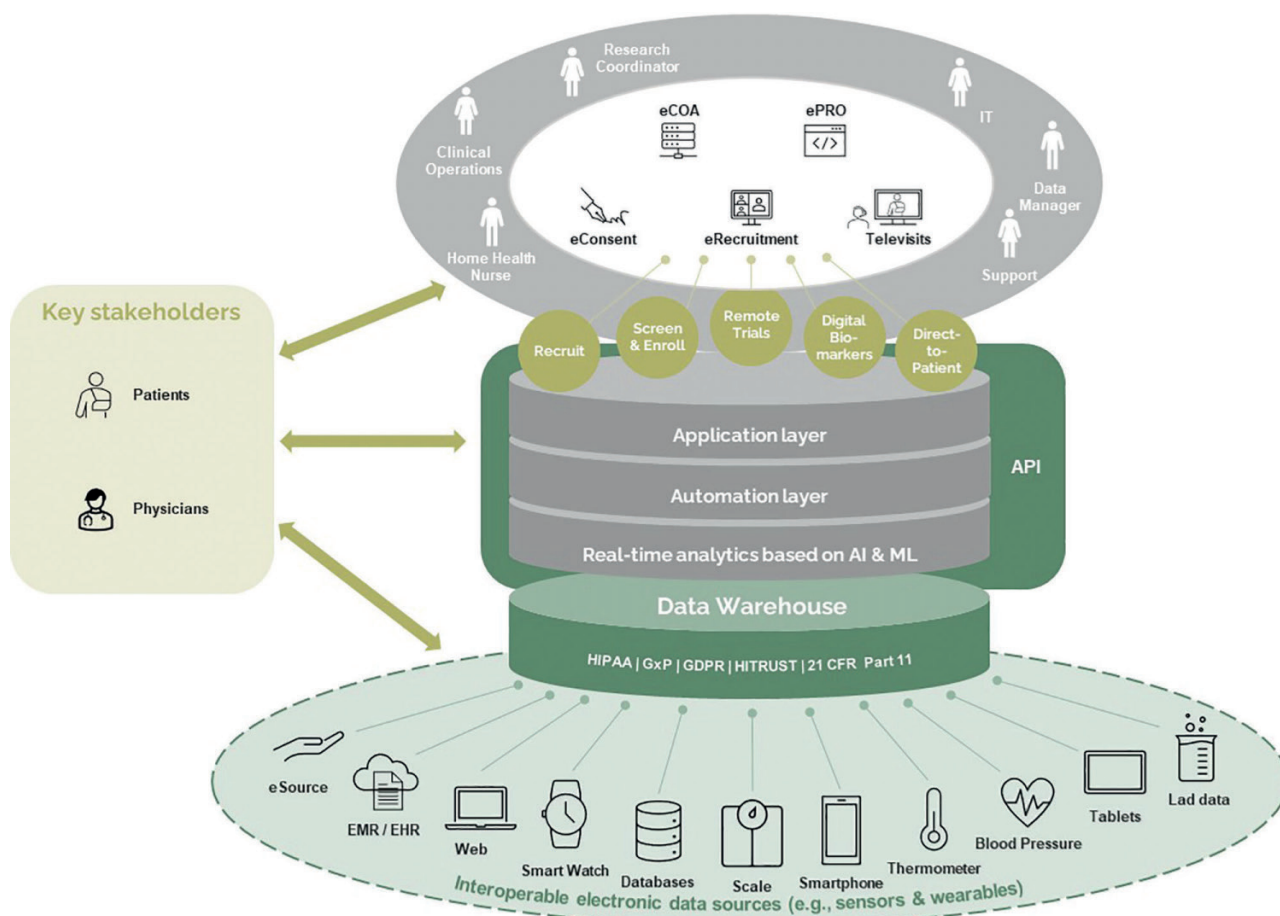 Research
Coordinator
eCOA
ePRO
IT
Clinical
Operations
Data
Manager
eConsent
eRecruitment
Televisits
Home Health
Nurse
Support
Key stakeholders
Patients
Physicians
Recruit
Screen
& Enroll
Remote
Trials
Digital
Bio-
markers
Direct-
to-
Patient
Application layer
API
Automation layer
Real-time analytics based on AI & ML
Data Warehouse
HIPAA | GxP | GDPR | HITRUST | 21 CFR Part 11
eSource
EMR / EHR
Web
Smart Watch
Databases
Scale
Smartphone
Thermometer
Blood Pressure
Tablets
Lad data
Interoperable electronic data sources (e.g., sensors & wearables)